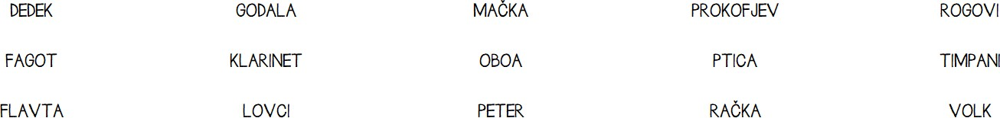 DEDEK GODALA MAČKA PROKOFJEV ROGOVI
FAGOT KLARINET OBOA PTICA TIMPANI
FLAVTA LOVCI PETER RAČKA VOLK